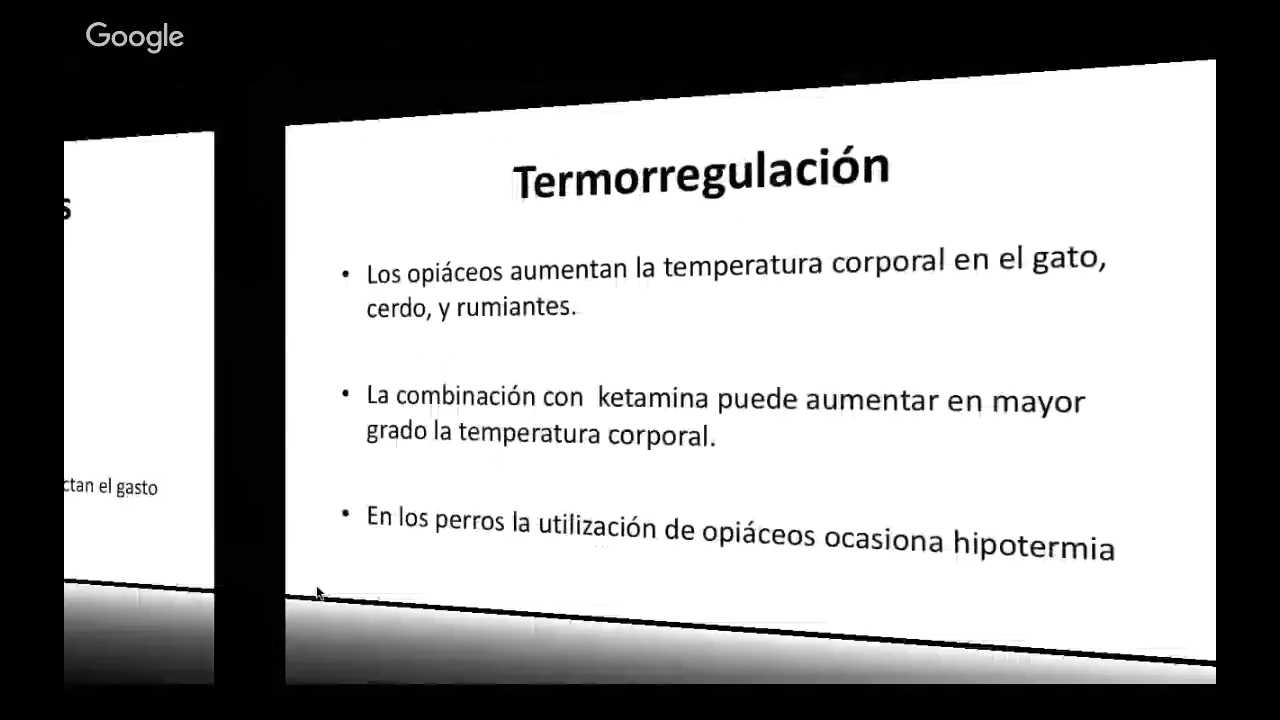 Google
s
Termorregulación
• Los opiáceos aumentan la temperatura corporal en el gato,
cerdo, y rumiantes.
• La combinación con ketamina puede aumentar en mayor
grado la temperatura corporal.
ctan el gasto
• En los perros la utilización de opiáceos ocasiona hipotermia